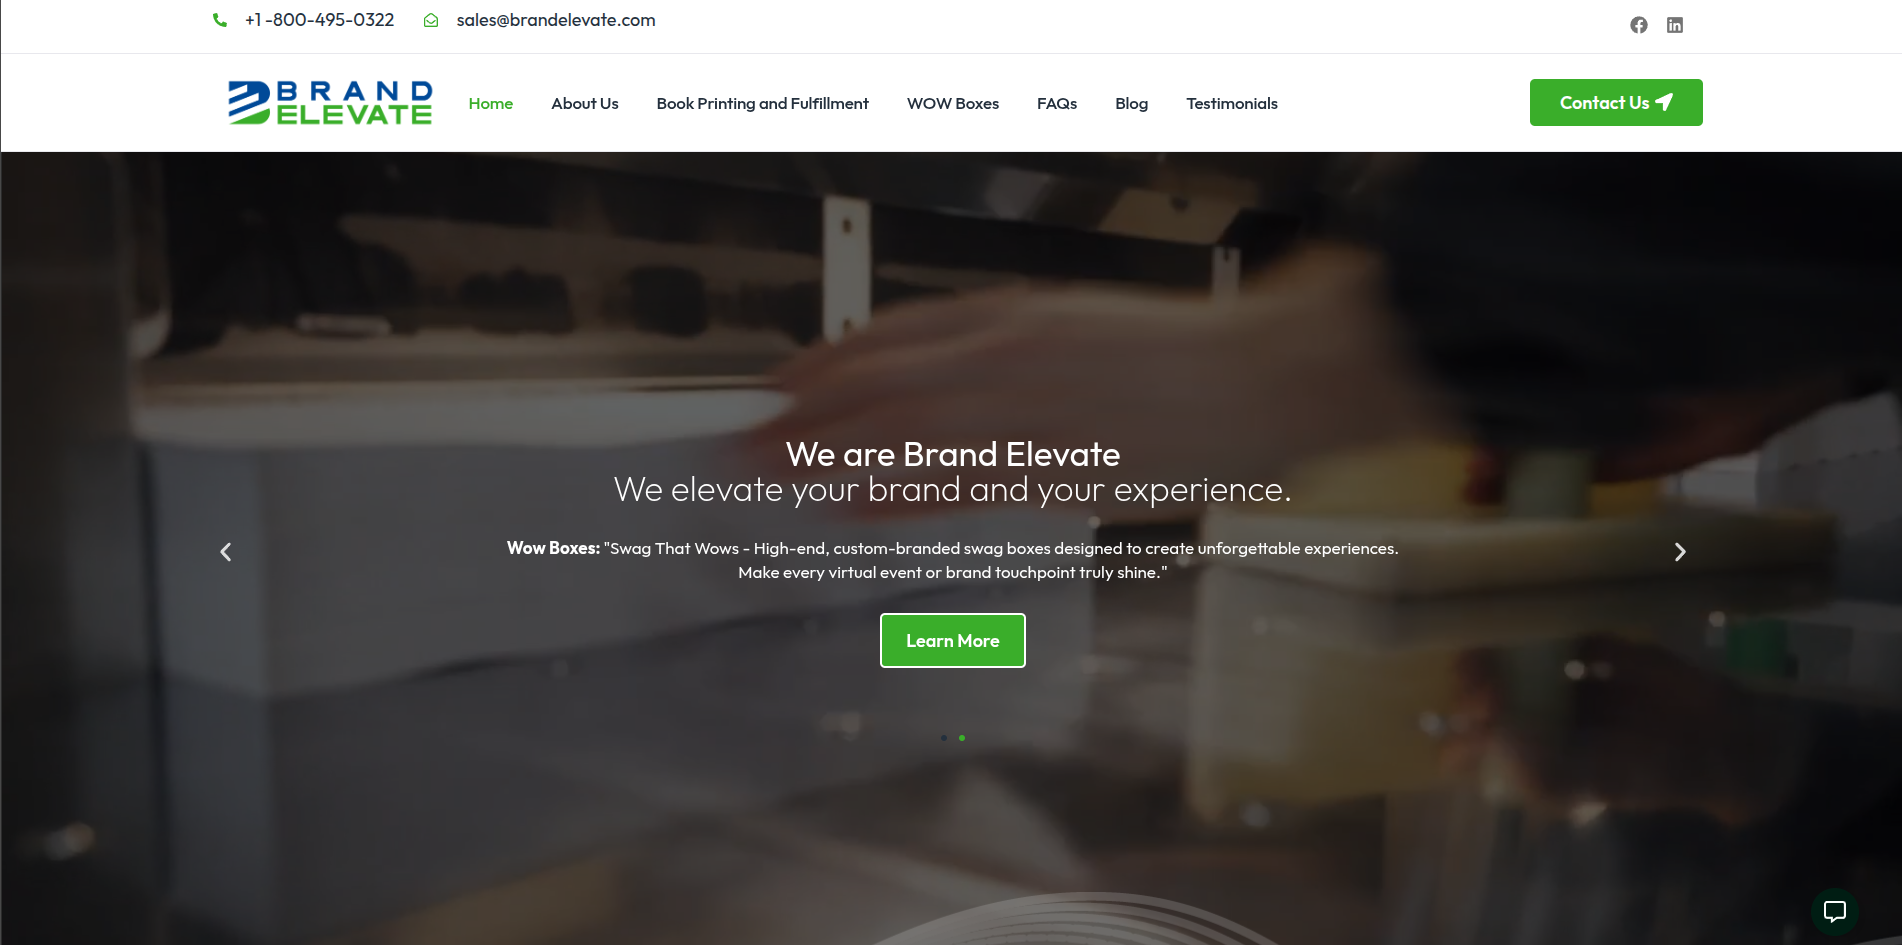 +1 -800-495-0322 sales@brandelevate.com
BRAND
ELEVATE
Home About Us Book Printing and Fulfillment WOW Boxes FAQs Blog Testimonials Contact Us
We are Brand Elevate
We elevate your brand and your experience.
Wow Boxes: "Swag That Wows - High-end, custom-branded swag boxes designed to create unforgettable experiences.
Make every virtual event or brand touchpoint truly shine."
Learn More